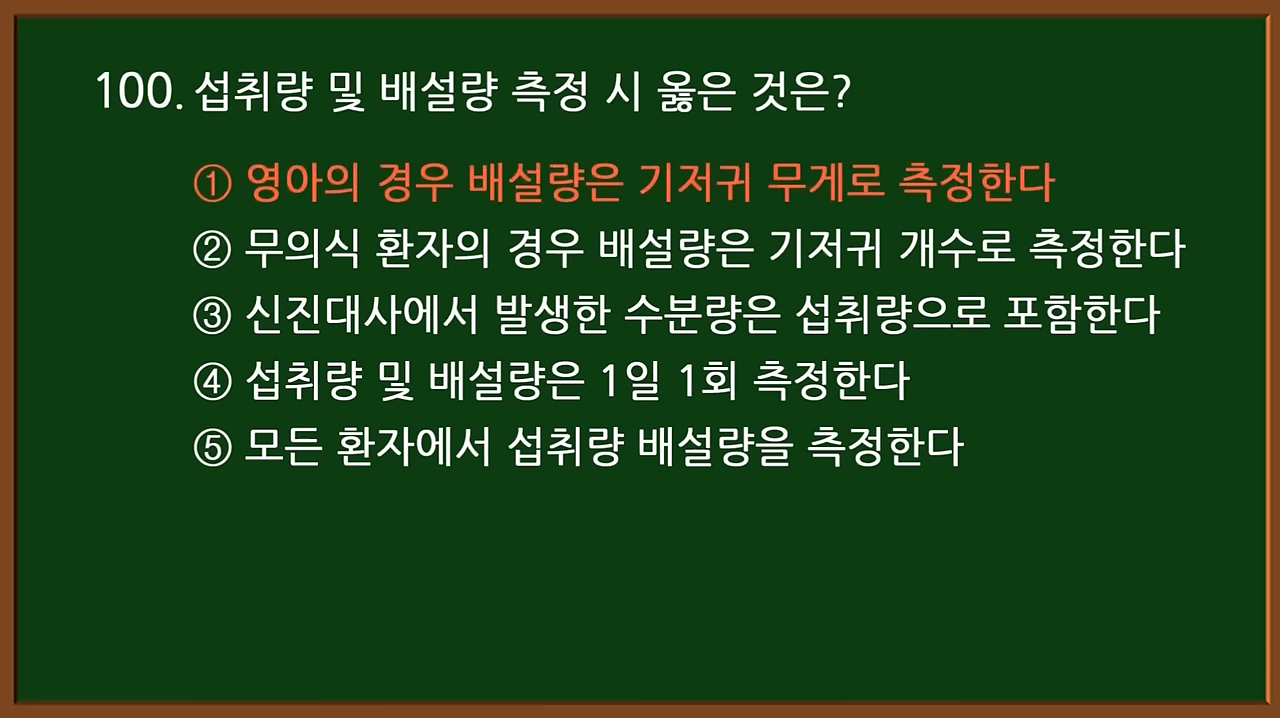 100. 섭취량 및 배설량 측정 시 옳은 것은?
① 영아의 경우 배설량은 기저귀 무게로 측정한다
② 무의식 환자의 경우 배설량은 기저귀 개수로 측정한다
③ 신진대사에서 발생한 수분량은 섭취량으로 포함한다
④ 섭취량 및 배설량은 1일 1회 측정한다
⑤ 모든 환자에서 섭취량 배설량을 측정한다